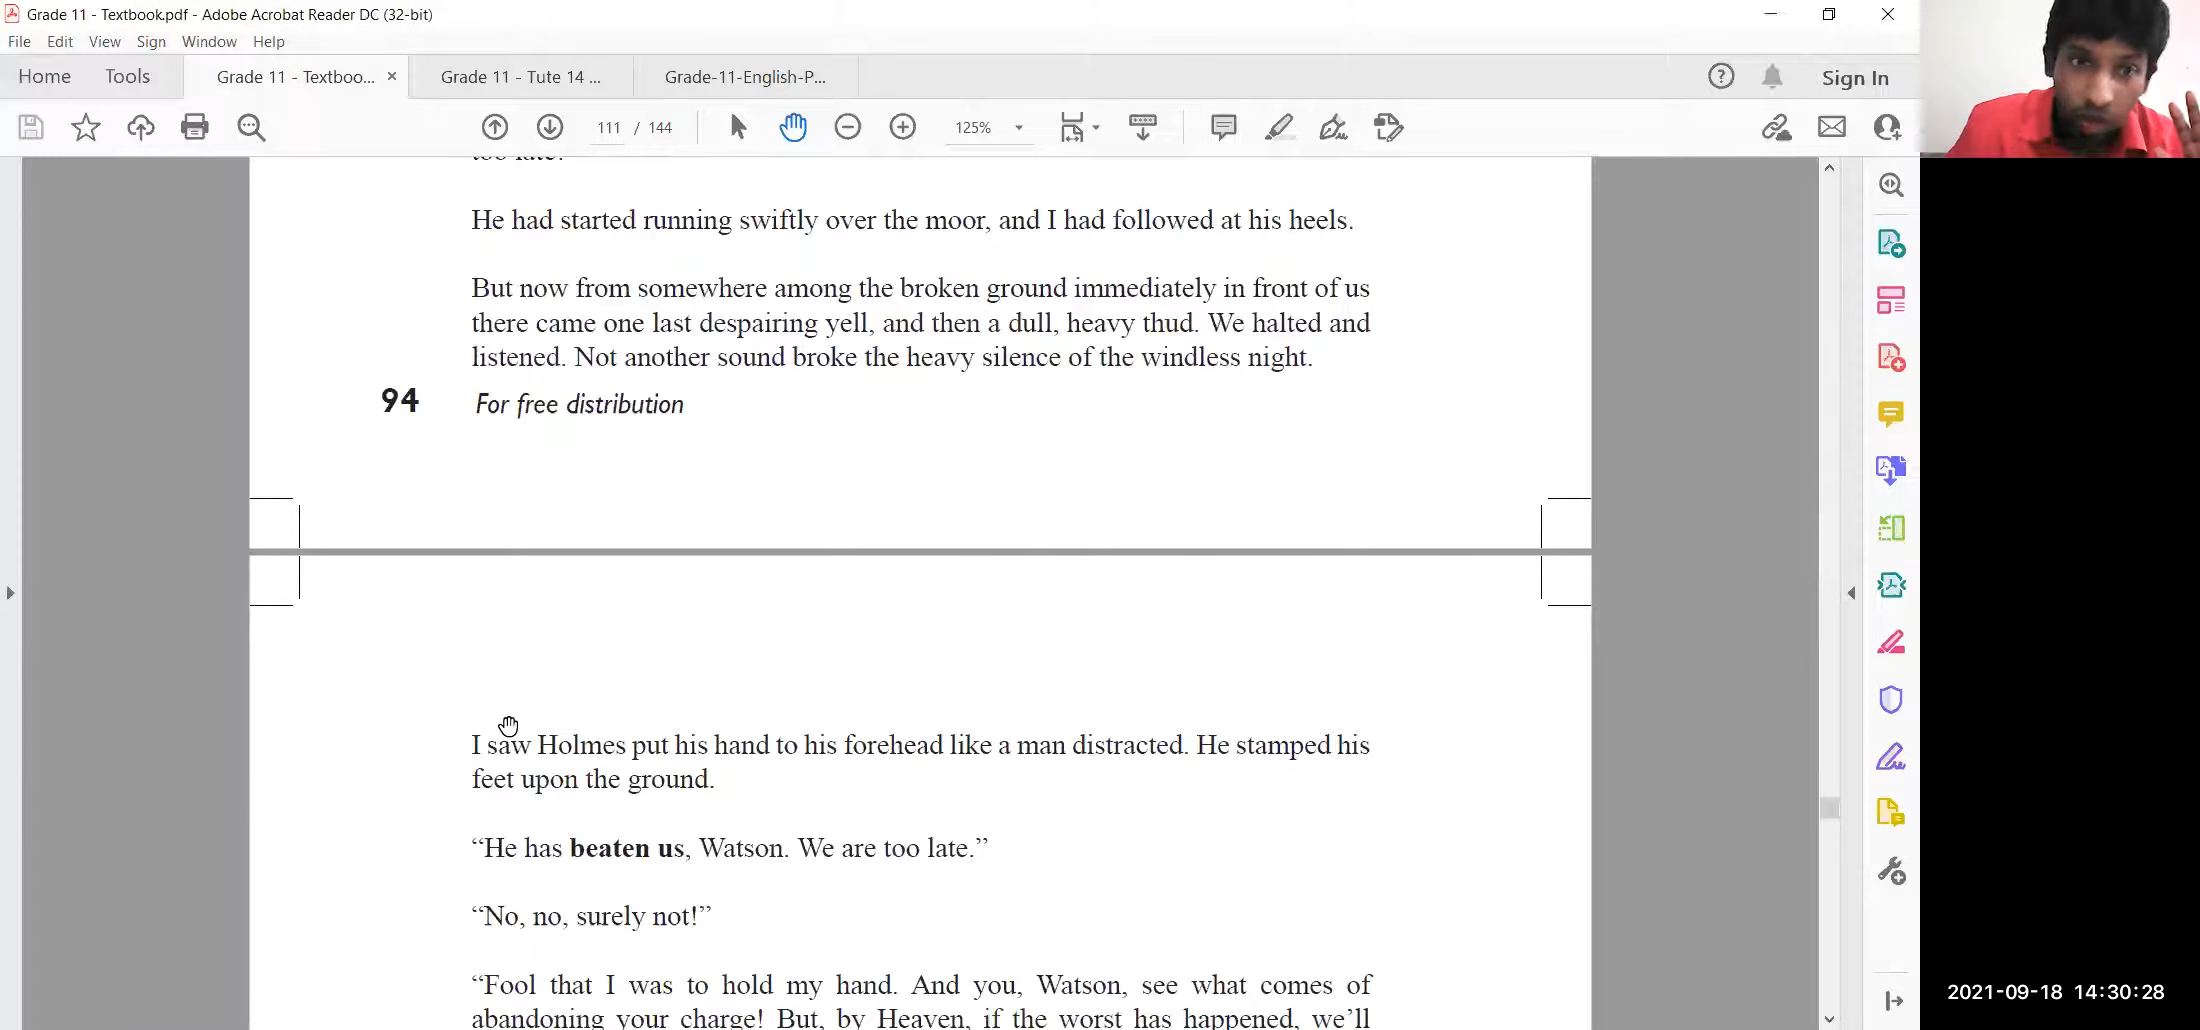 Grade 11 - Textbook.pdf - Adobe Acrobat Reader DC (32-bit)
File Edit View Sign Window Help
Home Tools Grade 11 - Textboo... × Grade 11 - Tute 14 ... Grade-11-English-P... Sign In
111 / 144 125%
too late.
He had started running swiftly over the moor, and I had followed at his heels.
But now from somewhere among the broken ground immediately in front of us
there came one last despairing yell, and then a dull, heavy thud. We halted and
listened. Not another sound broke the heavy silence of the windless night.
94 For free distribution
I saw Holmes put his hand to his forehead like a man distracted. He stamped his
feet upon the ground.
“He has beaten us, Watson. We are too late.”
“No, no, surely not!”
“Fool that I was to hold my hand. And you, Watson, see what comes of
abandoning your charge! But, by Heaven, if the worst has happened, we’ll
2021-09-18 14:30:28